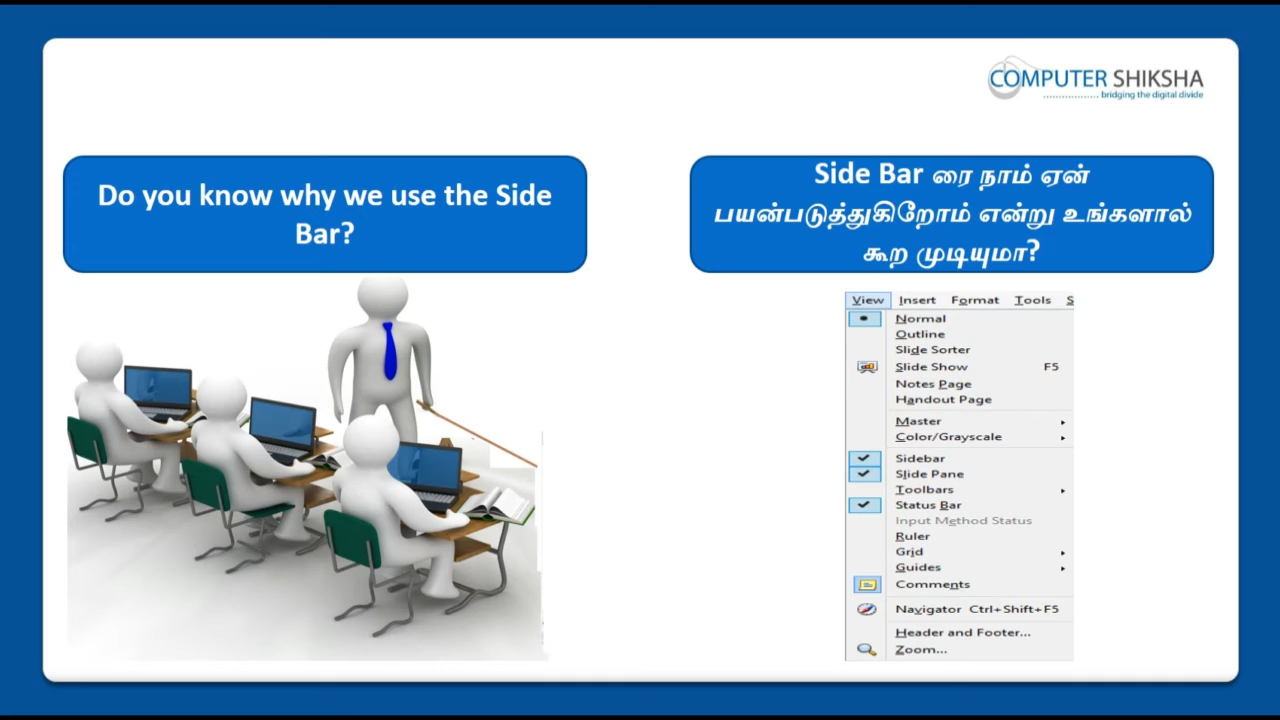 COMPUTER SHIKSHA
bridging the digital divide
Do you know why we use the Side
Bar?
Side Bar ரை நாம் ஏன்
பயன்படுத்துகிறோம் என்று உங்களால்
கூற முடியுமா?
View Insert Format Tools S
Normal
Outline
Slide Sorter
Slide Show F5
Notes Page
Handout Page
Master
Color/Grayscale
Sidebar
Slide Pane
Toolbars
Status Bar
Input Method Status
Ruler
Grid
Guides
Comments
Navigator Ctrl+Shift+F5
Header and Footer...
Zoom...